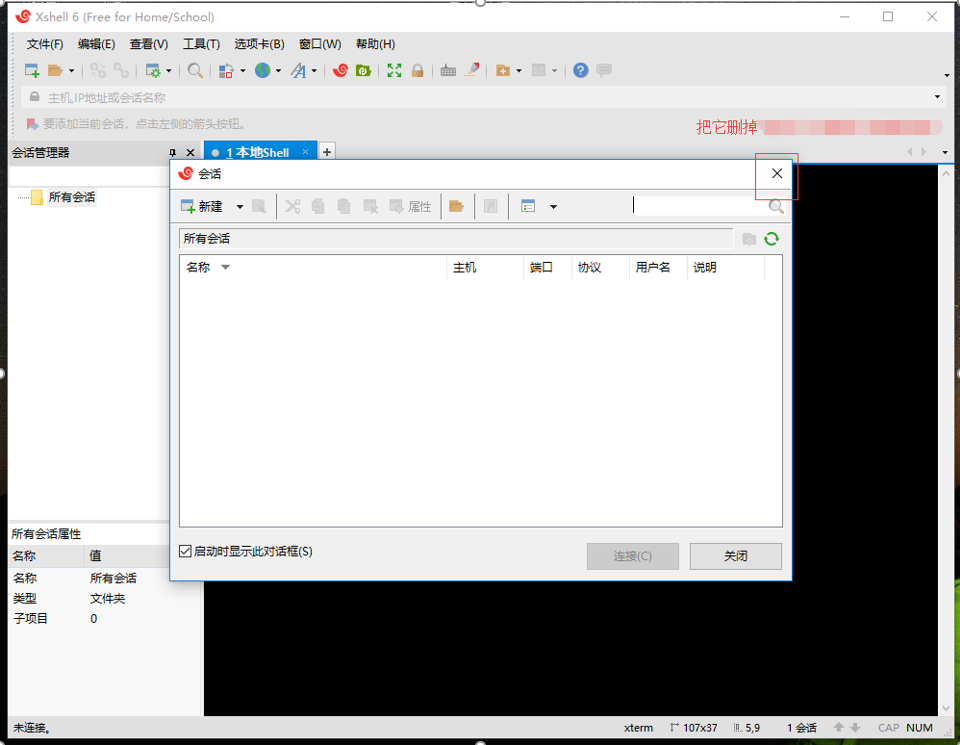 Xshell 6 (Free for Home/School)
文件(F) 编辑(E) 查看(V) 工具(T) 选项卡(B) 窗口(W) 帮助(H)
主机,IP地址或会话名称
要添加当前会话，点击左侧的箭头按钮。
把它删掉
会话管理器
1 本地Shell
所有会话
会话
新建
属性
所有会话
名称 主机 端口 协议 用户名 说明
启动时显示此对话框(S)
连接(C) 关闭
所有会话属性
名称 值
名称 所有会话
类型 文件夹
子项目 0
未连接。 xterm 107x37 5,9 1 会话 CAP NUM